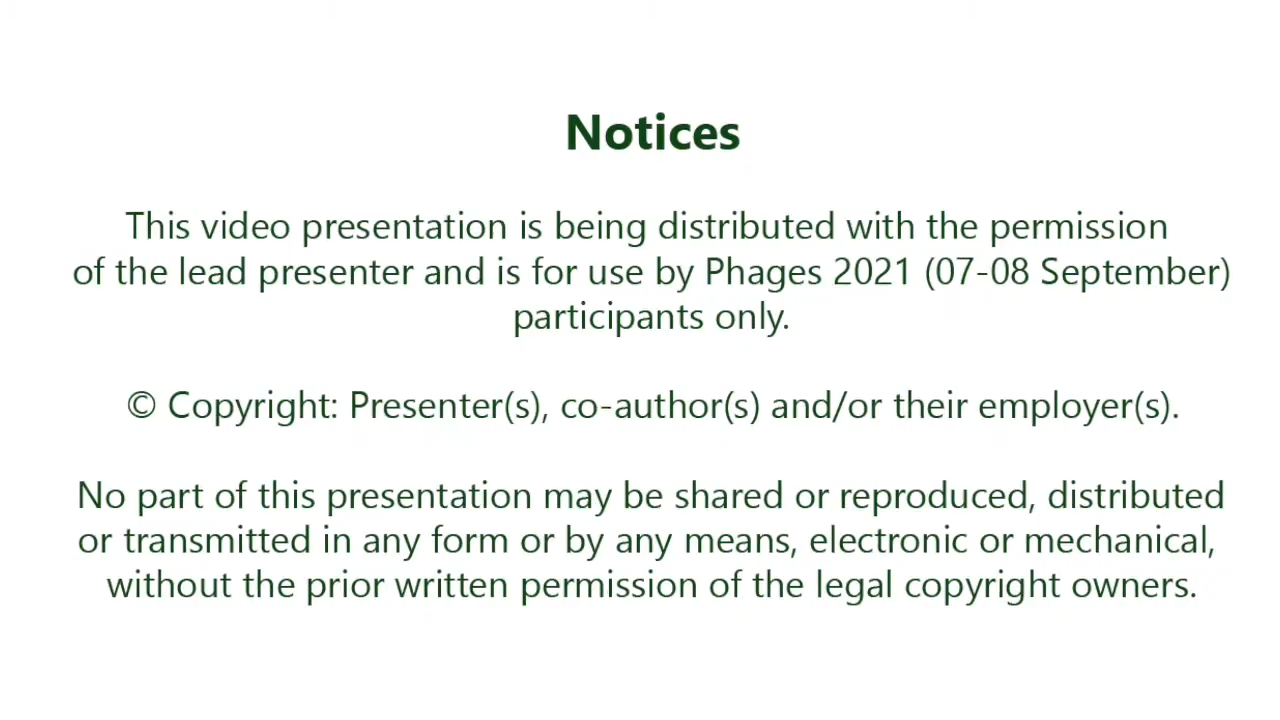 Notices
This video presentation is being distributed with the permission
of the lead presenter and is for use by Phages 2021 (07-08 September)
participants only.
© Copyright: Presenter(s), co-author(s) and/or their employer(s).
No part of this presentation may be shared or reproduced, distributed
or transmitted in any form or by any means, electronic or mechanical,
without the prior written permission of the legal copyright owners.